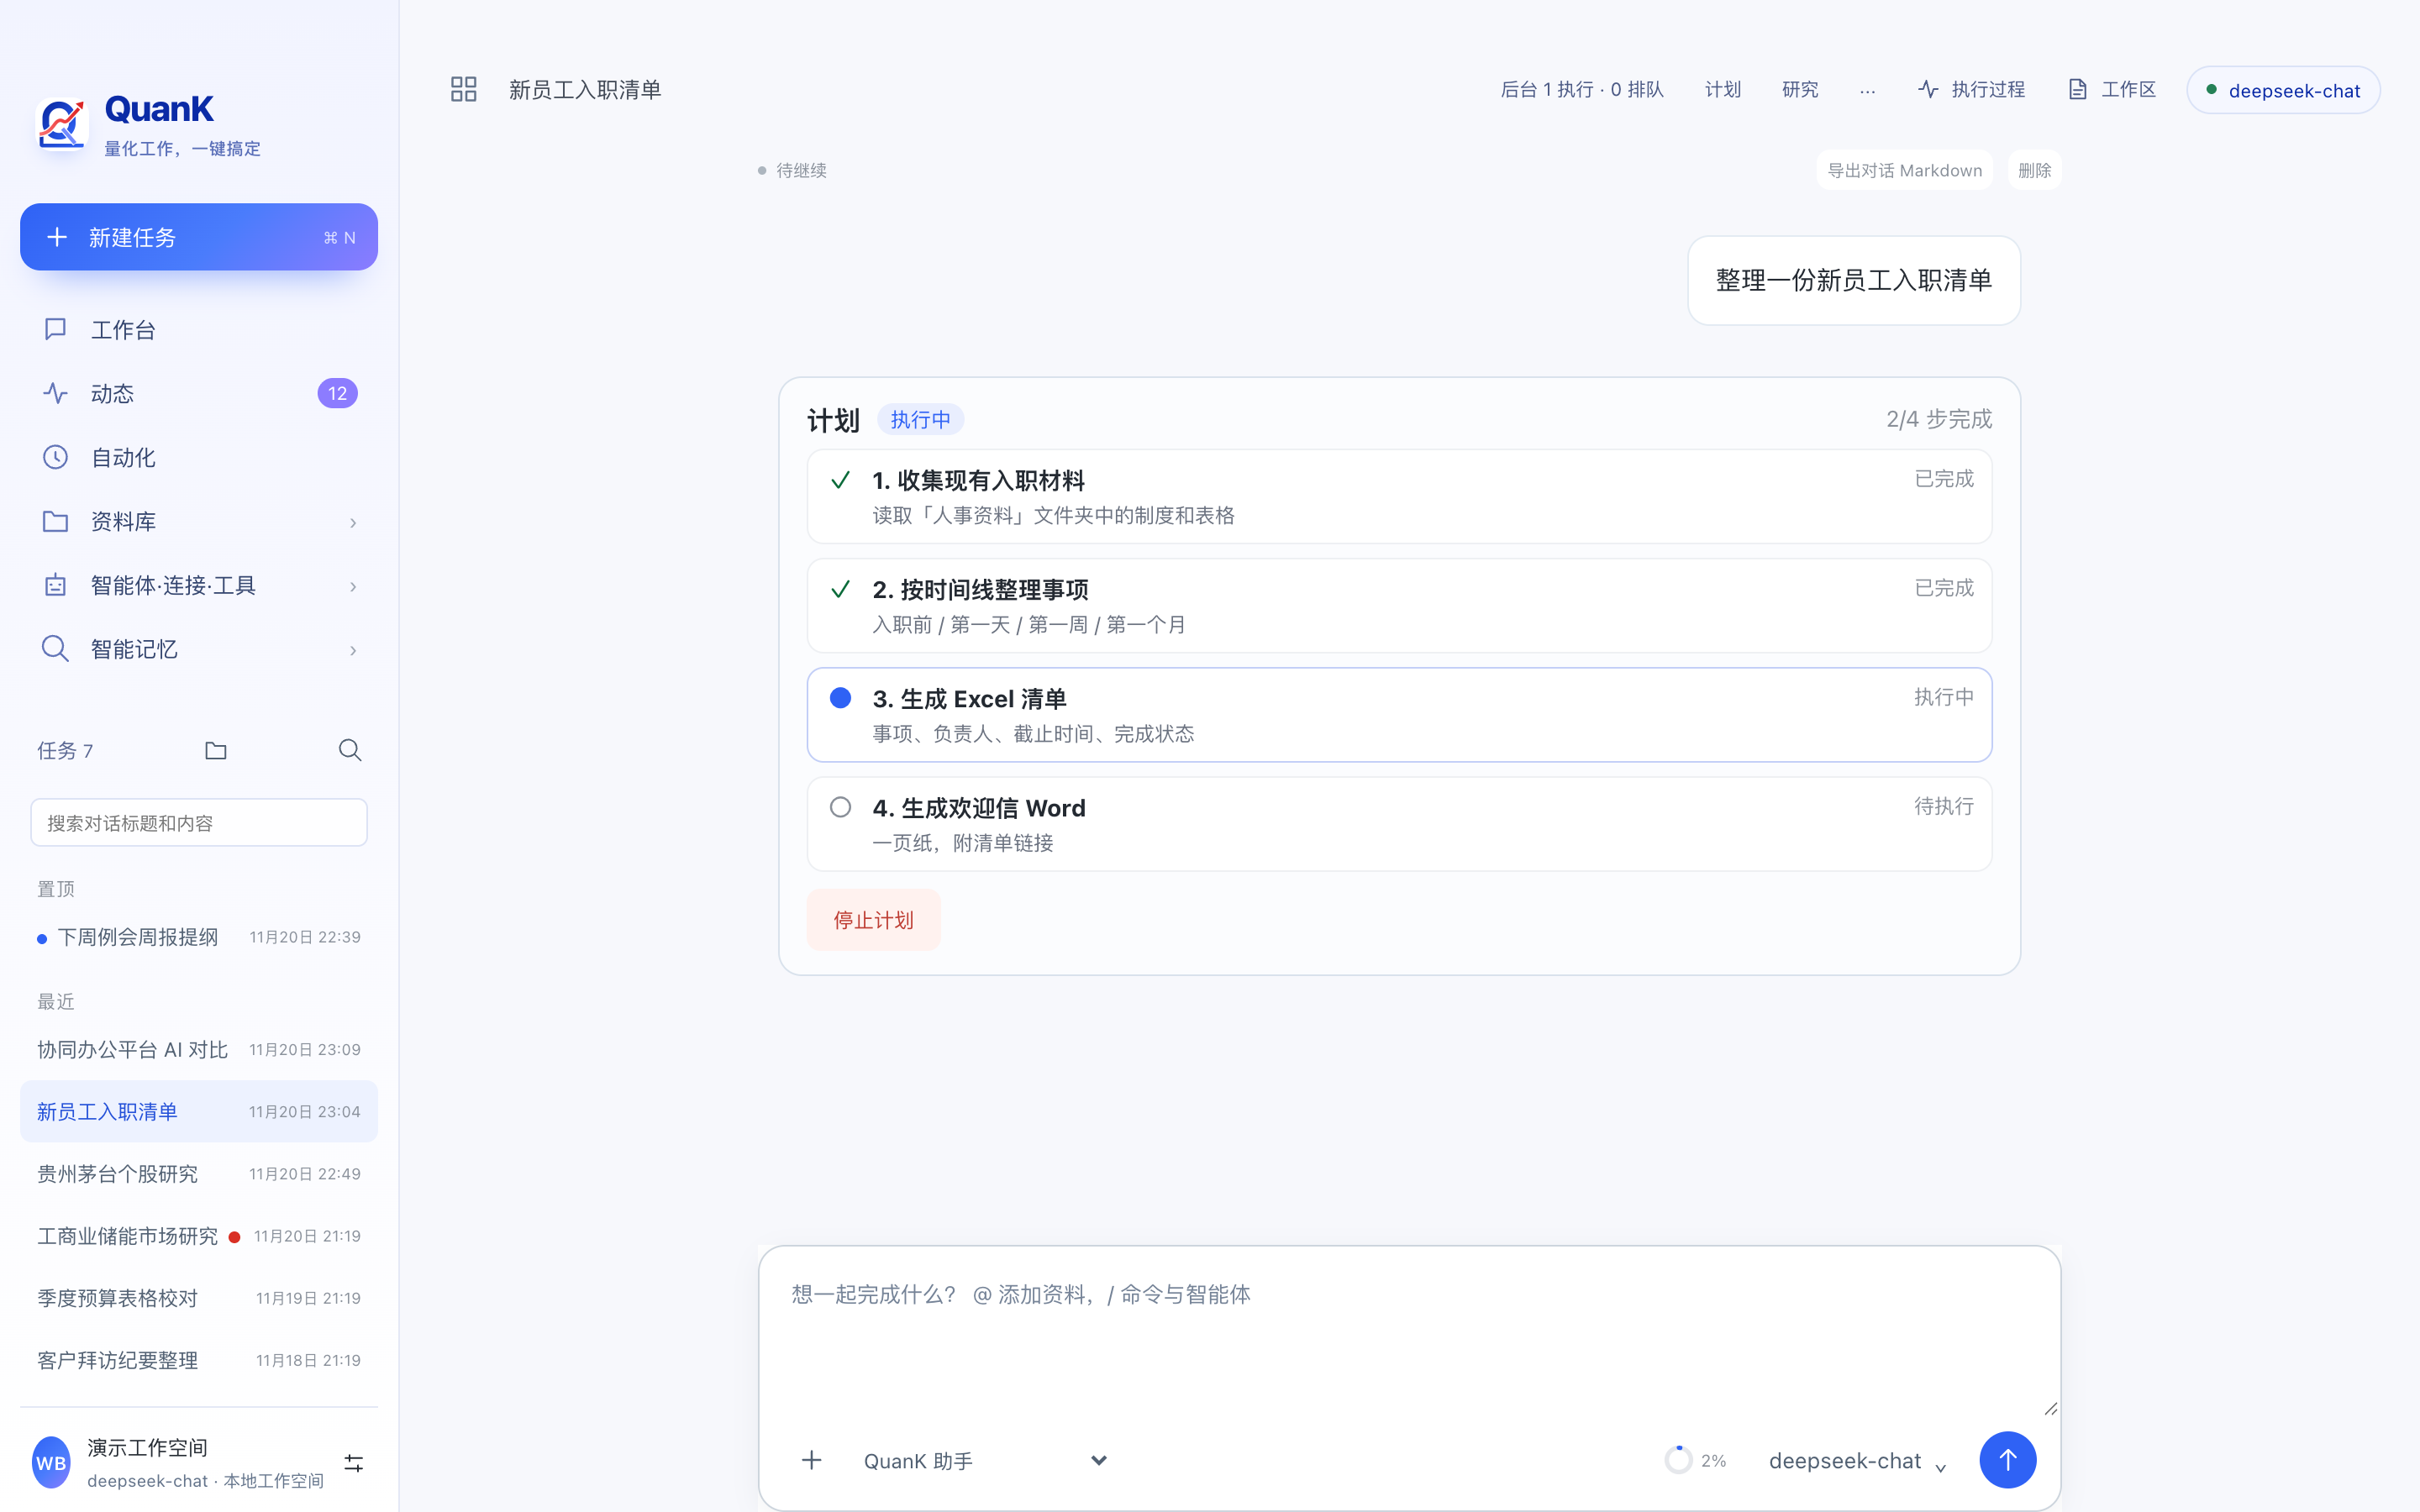 QuanK
量化工作，一键搞定
新建任务 ⌘ N
工作台
动态 12
自动化
资料库
智能体·连接·工具
智能记忆
任务 7
搜索对话标题和内容
置顶
下周例会周报提纲 11月20日 22:39
最近
协同办公平台 AI 对比 11月20日 23:09
新员工入职清单 11月20日 23:04
贵州茅台个股研究 11月20日 22:49
工商业储能市场研究 11月20日 21:19
季度预算表格校对 11月19日 21:19
客户拜访纪要整理 11月18日 21:19
WB
演示工作空间
deepseek-chat · 本地工作空间
新员工入职清单
后台 1 执行 · 0 排队 计划 研究 ... 执行过程 工作区 deepseek-chat
待继续 导出对话 Markdown 删除
整理一份新员工入职清单
计划 执行中 2/4 步完成
1. 收集现有入职材料 已完成
读取「人事资料」文件夹中的制度和表格
2. 按时间线整理事项 已完成
入职前 / 第一天 / 第一周 / 第一个月
3. 生成 Excel 清单 执行中
事项、负责人、截止时间、完成状态
4. 生成欢迎信 Word 待执行
一页纸，附清单链接
停止计划
想一起完成什么？ @ 添加资料，/ 命令与智能体
QuanK 助手 2% deepseek-chat